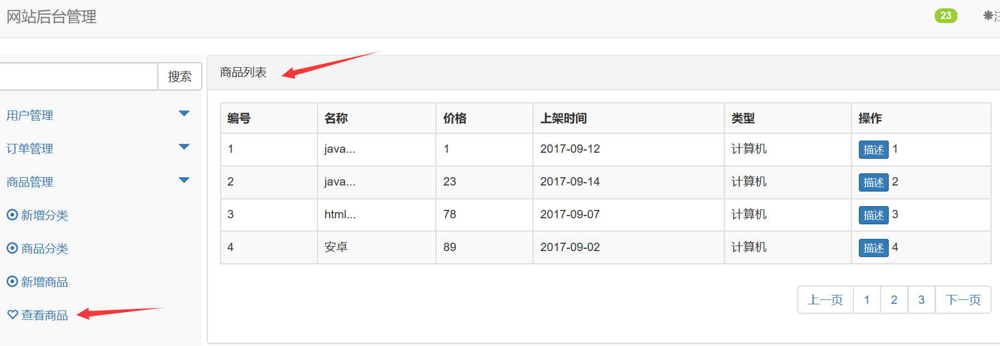 网站后台管理
23
搜索
用户管理
订单管理
商品管理
新增分类
商品分类
新增商品
查看商品
商品列表
编号 名称 价格 上架时间 类型 操作
1 java... 1 2017-09-12 计算机 描述 1
2 java... 23 2017-09-14 计算机 描述 2
3 html... 78 2017-09-07 计算机 描述 3
4 安卓 89 2017-09-02 计算机 描述 4
上一页 1 2 3 下一页